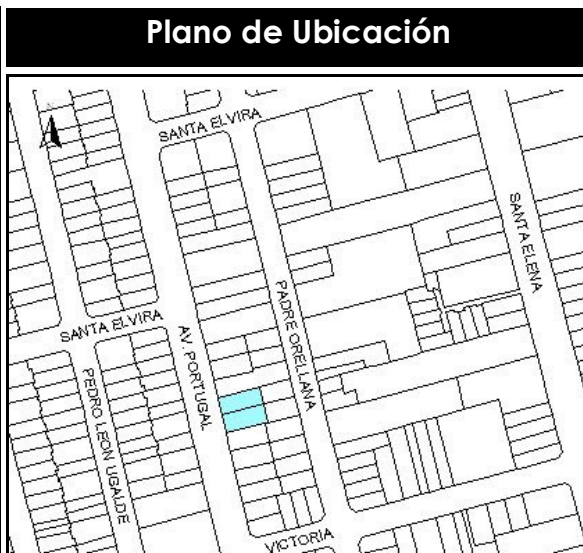 Plano de Ubicación
SANTA ELVIRA
SANTA ELENA
PADRE ORELLANA
SANTA ELVIRA
AV. PORTUGAL
PEDRO LEON UGALDE
VICTORIA